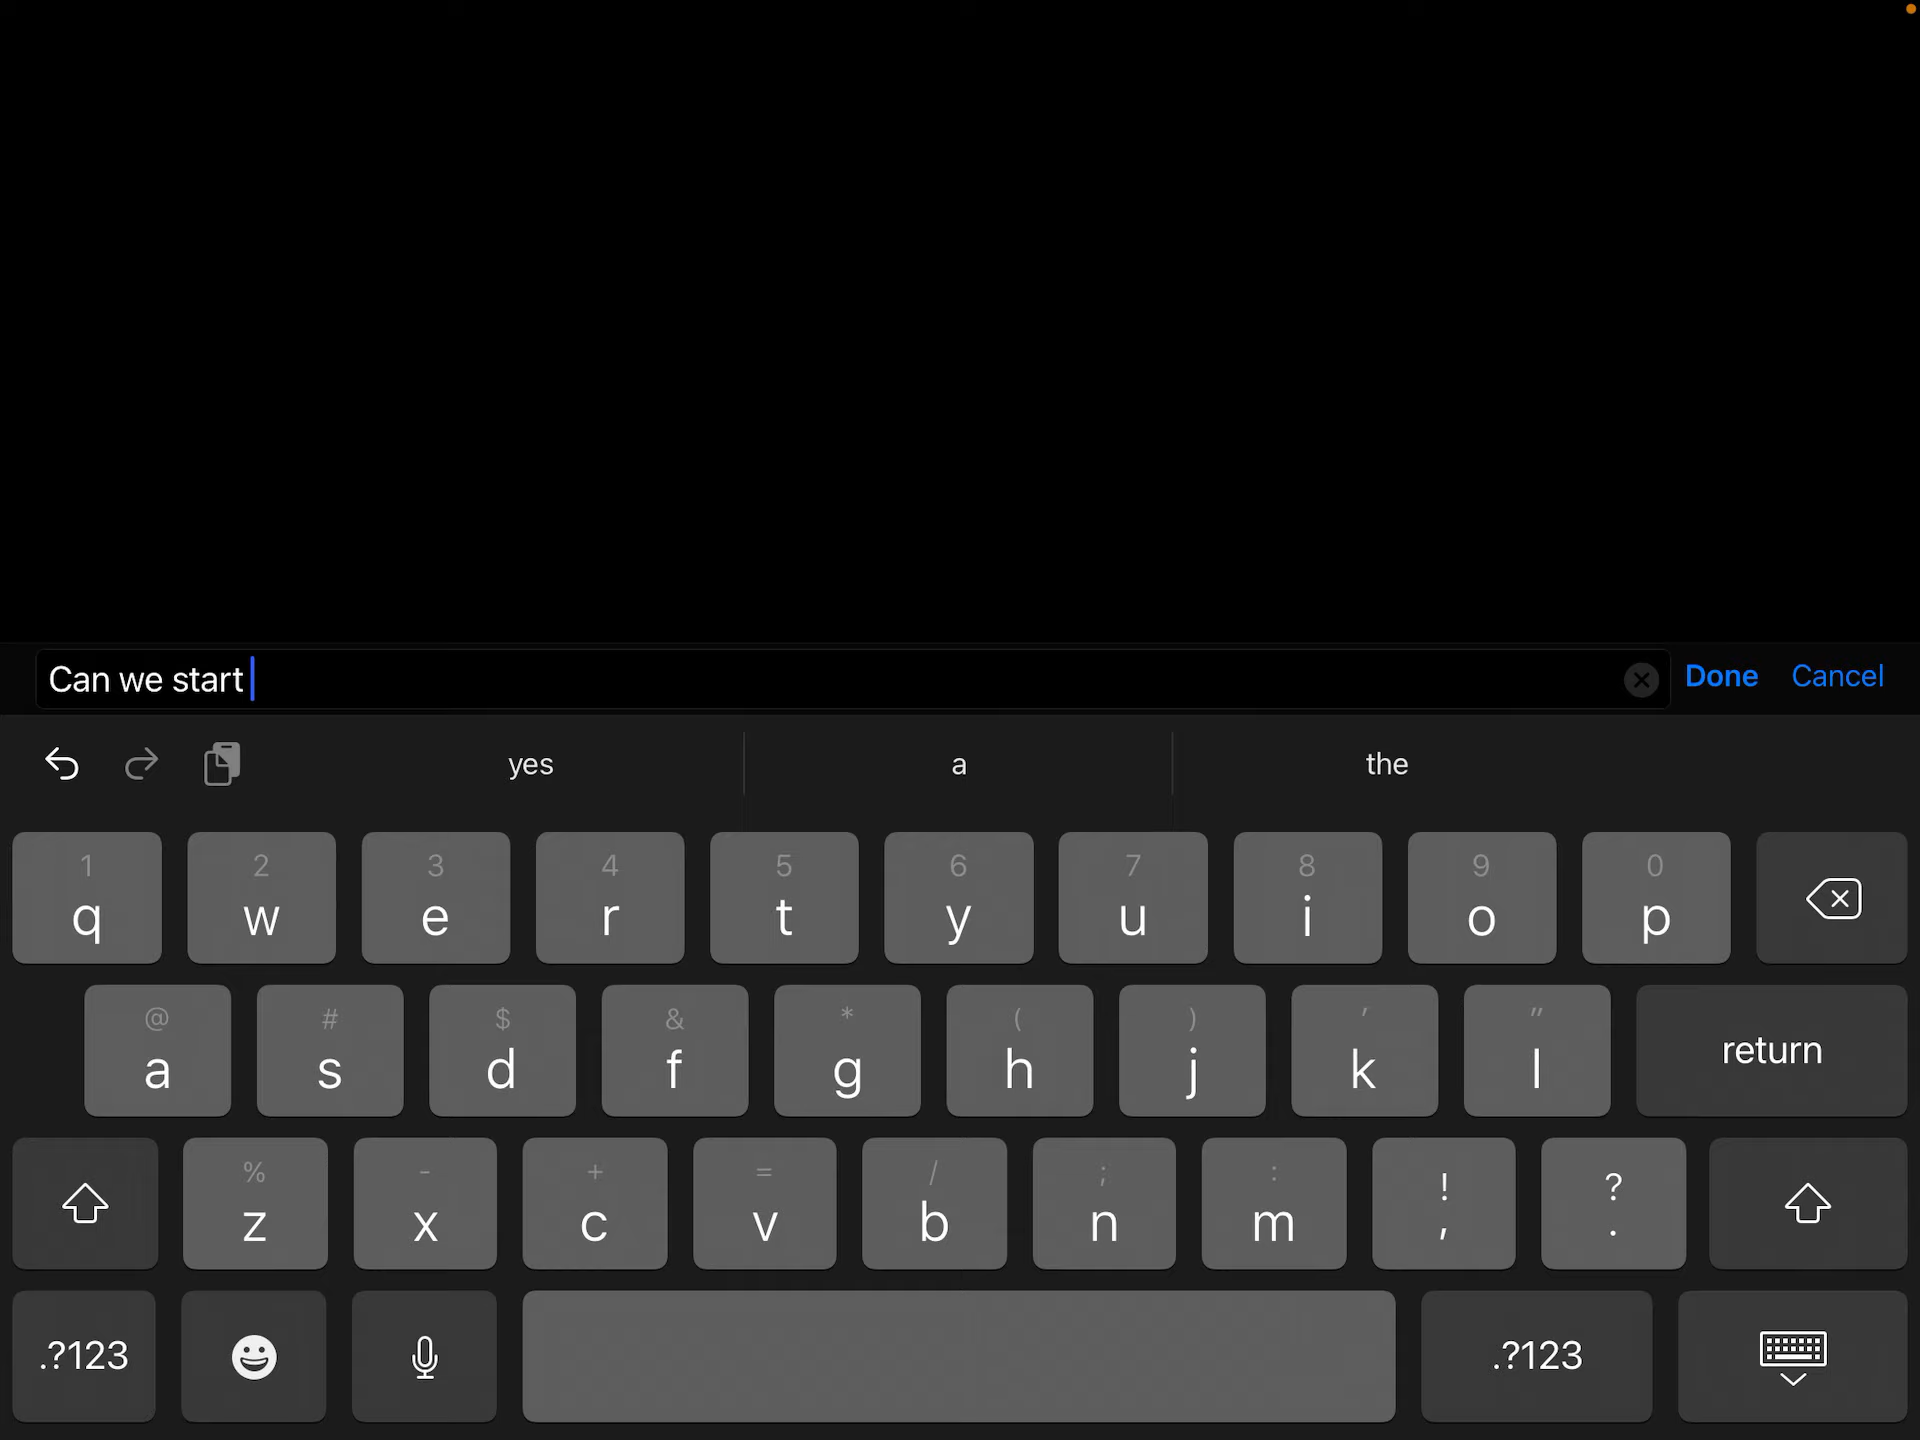 Can we start
Done Cancel
yes a the
1 2 3 4 5 6 7 8 9 0
q w e r t y u i o p
@ # $ & * ( ) ' "
a s d f g h j k l return
% - + = / ; : ! ?
z x c v b n m , .
.?123 .?123